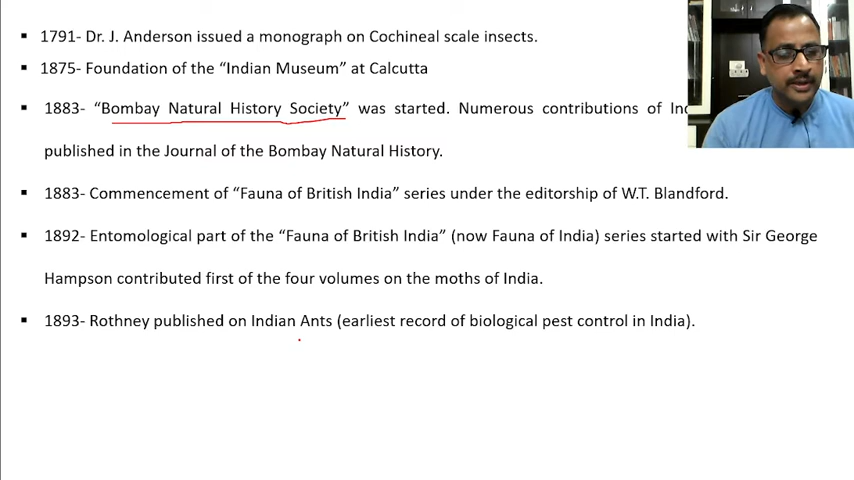 ▪ 1791- Dr. J. Anderson issued a monograph on Cochineal scale insects.
▪ 1875- Foundation of the “Indian Museum” at Calcutta
▪ 1883- “Bombay Natural History Society” was started. Numerous contributions of
published in the Journal of the Bombay Natural History.
▪ 1883- Commencement of “Fauna of British India” series under the editorship of W.T. Blandford.
▪ 1892- Entomological part of the “Fauna of British India” (now Fauna of India) series started with Sir George
Hampson contributed first of the four volumes on the moths of India.
▪ 1893- Rothney published on Indian Ants (earliest record of biological pest control in India).